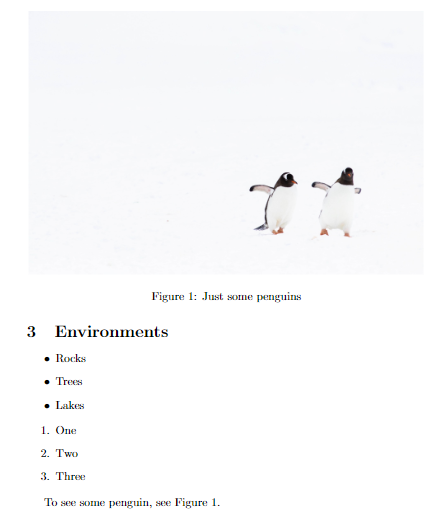 Figure 1: Just some penguins
3 Environments
• Rocks
• Trees
• Lakes
1. One
2. Two
3. Three
To see some penguin, see Figure 1.